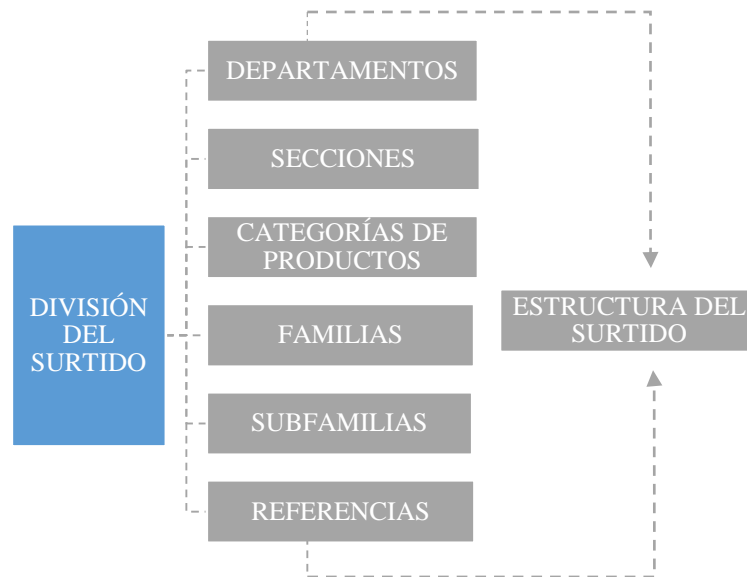 DEPARTAMENTOS
SECCIONES
CATEGORÍAS DE
PRODUCTOS
DIVISIÓN
DEL
SURTIDO
FAMILIAS
ESTRUCTURA DEL
SURTIDO
SUBFAMILIAS
REFERENCIAS